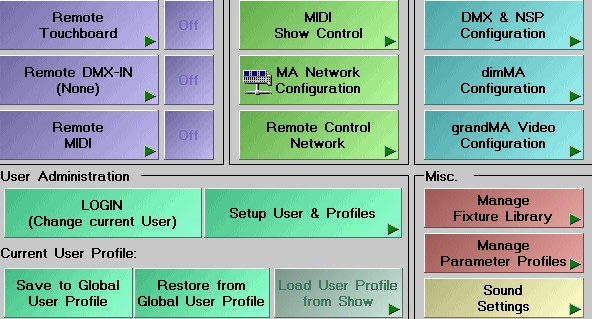 Remote
Touchboard
Off
MIDI
Show Control
DMX & NSP
Configuration
Remote DMX-IN
(None)
Off
MA Network
Configuration
dimMA
Configuration
Remote
MIDI
Off
Remote Control
Network
grandMA Video
Configuration
User Administration
Misc.
LOGIN
(Change current User)
Setup User & Profiles
Manage
Fixture Library
Current User Profile:
Manage
Parameter Profiles
Save to Global
User Profile
Restore from
Global User Profile
Load User Profile
from Show
Sound
Settings